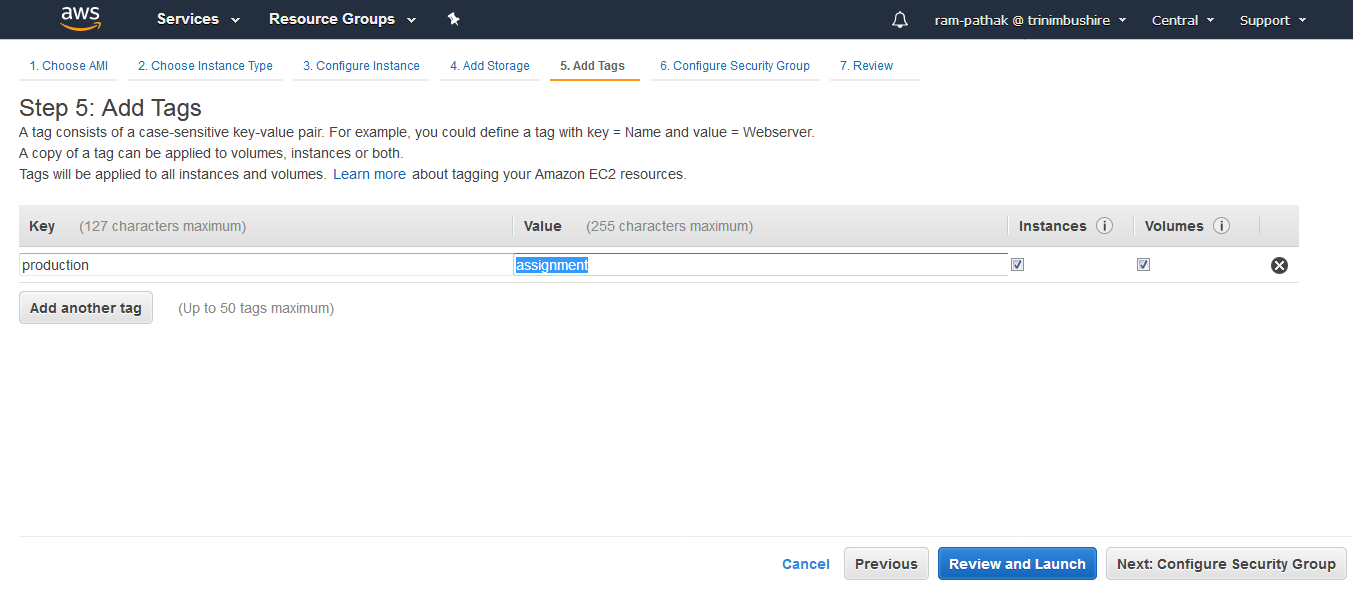 aws Services Resource Groups ram-pathak @ trinimbushire Central Support
1. Choose AMI 2. Choose Instance Type 3. Configure Instance 4. Add Storage 5. Add Tags 6. Configure Security Group 7. Review
Step 5: Add Tags
A tag consists of a case-sensitive key-value pair. For example, you could define a tag with key = Name and value = Webserver.
A copy of a tag can be applied to volumes, instances or both.
Tags will be applied to all instances and volumes. Learn more about tagging your Amazon EC2 resources.
Key (127 characters maximum) Value (255 characters maximum) Instances i Volumes i
production assignment
Add another tag (Up to 50 tags maximum)
Cancel Previous Review and Launch Next: Configure Security Group